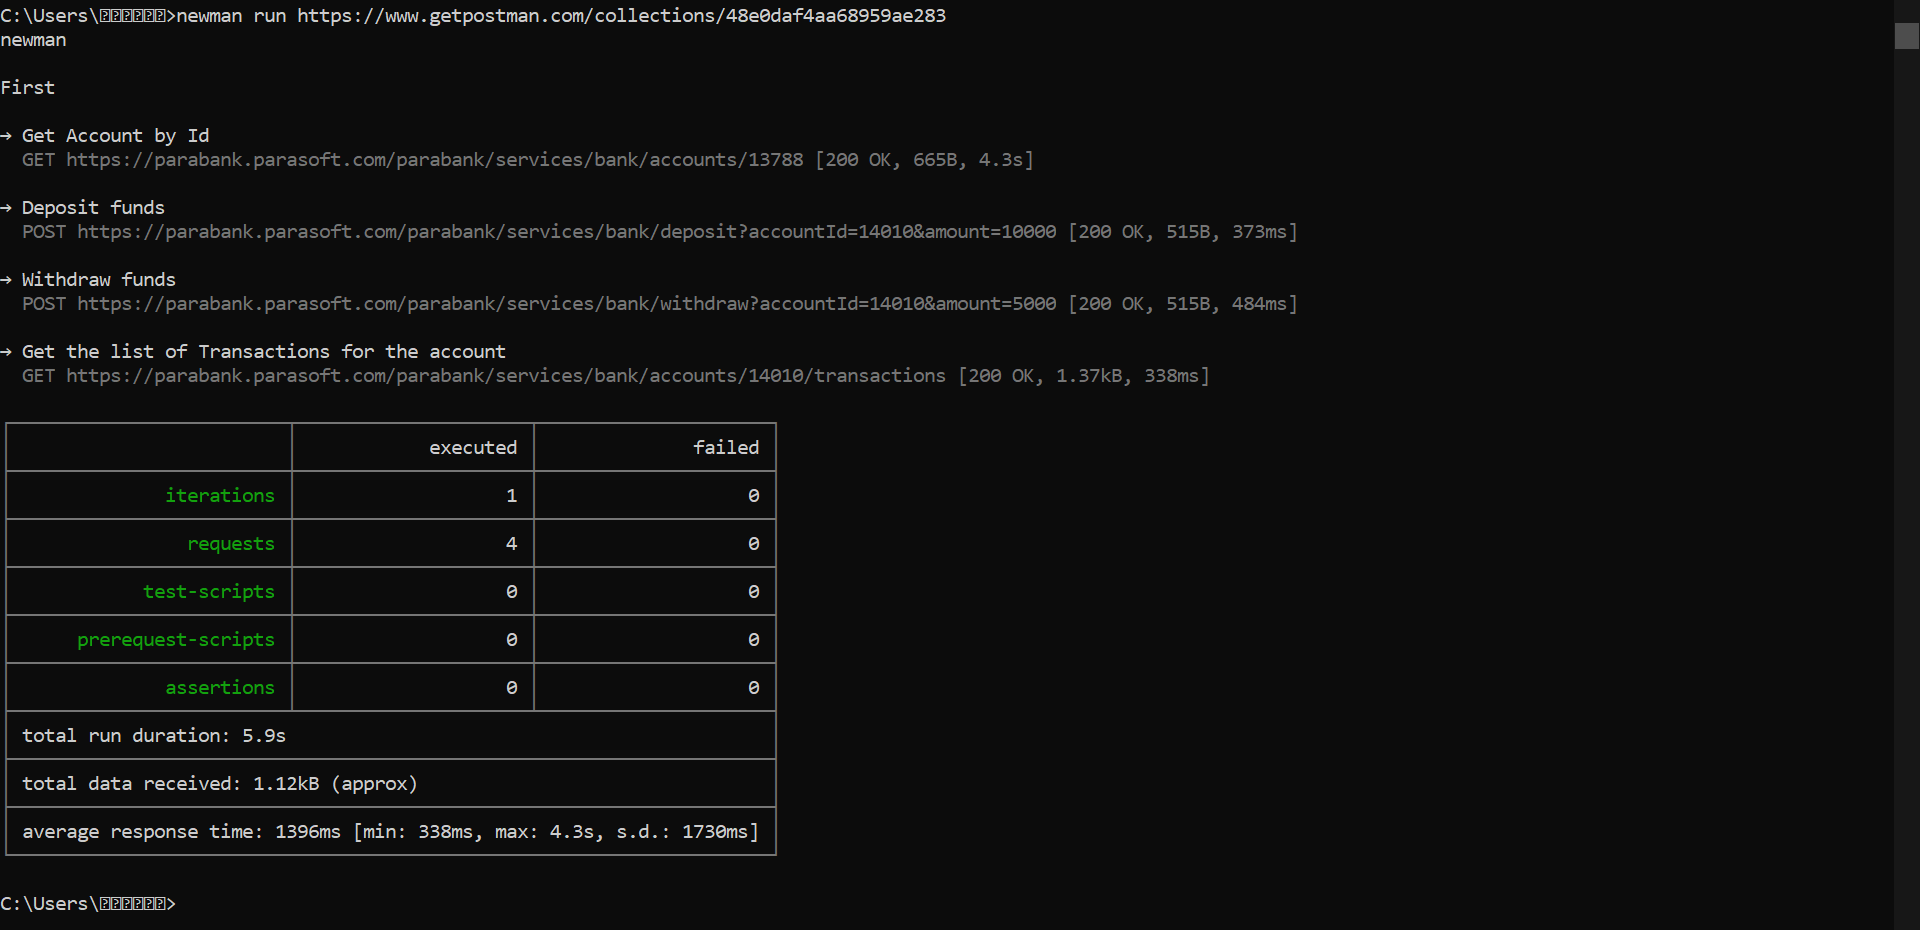 C:\Users\⍰⍰⍰⍰⍰⍰>newman run https://www.getpostman.com/collections/48e0daf4aa68959ae283
newman
First
→ Get Account by Id
GET https://parabank.parasoft.com/parabank/services/bank/accounts/13788 [200 OK, 665B, 4.3s]
→ Deposit funds
POST https://parabank.parasoft.com/parabank/services/bank/deposit?accountId=14010&amount=10000 [200 OK, 515B, 373ms]
→ Withdraw funds
POST https://parabank.parasoft.com/parabank/services/bank/withdraw?accountId=14010&amount=5000 [200 OK, 515B, 484ms]
→ Get the list of Transactions for the account
GET https://parabank.parasoft.com/parabank/services/bank/accounts/14010/transactions [200 OK, 1.37kB, 338ms]
executed failed
iterations 1 0
requests 4 0
test-scripts 0 0
prerequest-scripts 0 0
assertions 0 0
total run duration: 5.9s
total data received: 1.12kB (approx)
average response time: 1396ms [min: 338ms, max: 4.3s, s.d.: 1730ms]
C:\Users\⍰⍰⍰⍰⍰⍰>